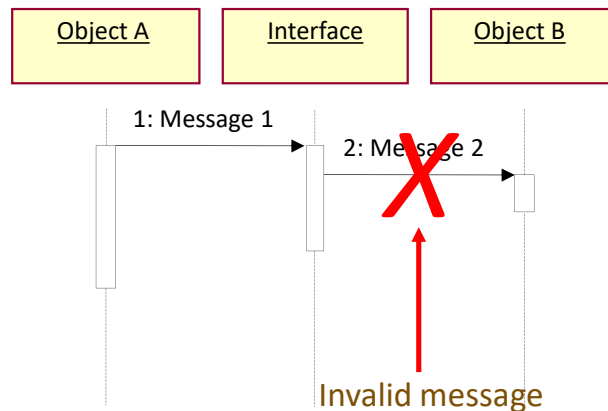 Object A
Interface
Object B
1: Message 1
2: Message 2
Invalid message